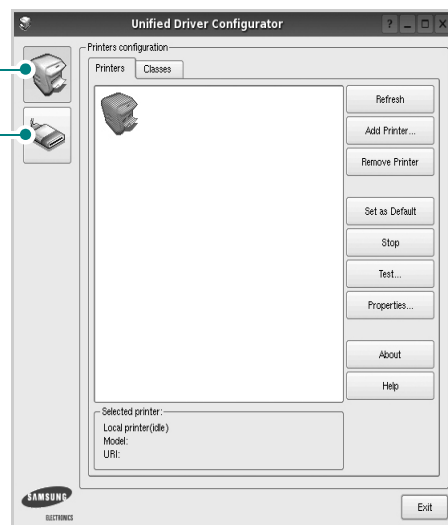 Unified Driver Configurator
?
Printers configuration
Printers
Classes
Refresh
Add Printer...
Remove Printer
Set as Default
Stop
Test...
Properties...
About
Help
Selected printer:
Local printer(idle)
Model:
URI:
SAMSUNG
ELECTRONICS
Exit